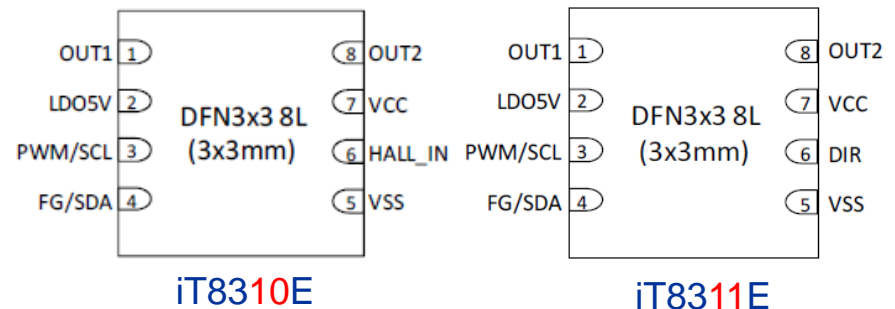 OUT1 1 8 OUT2
LDO5V 2 7 VCC
DFN3x3 8L
(3x3mm)
PWM/SCL 3 6 HALL_IN
FG/SDA 4 5 VSS
iT8310E
OUT1 1 8 OUT2
LDO5V 2 7 VCC
DFN3x3 8L
(3x3mm)
PWM/SCL 3 6 DIR
FG/SDA 4 5 VSS
iT8311E